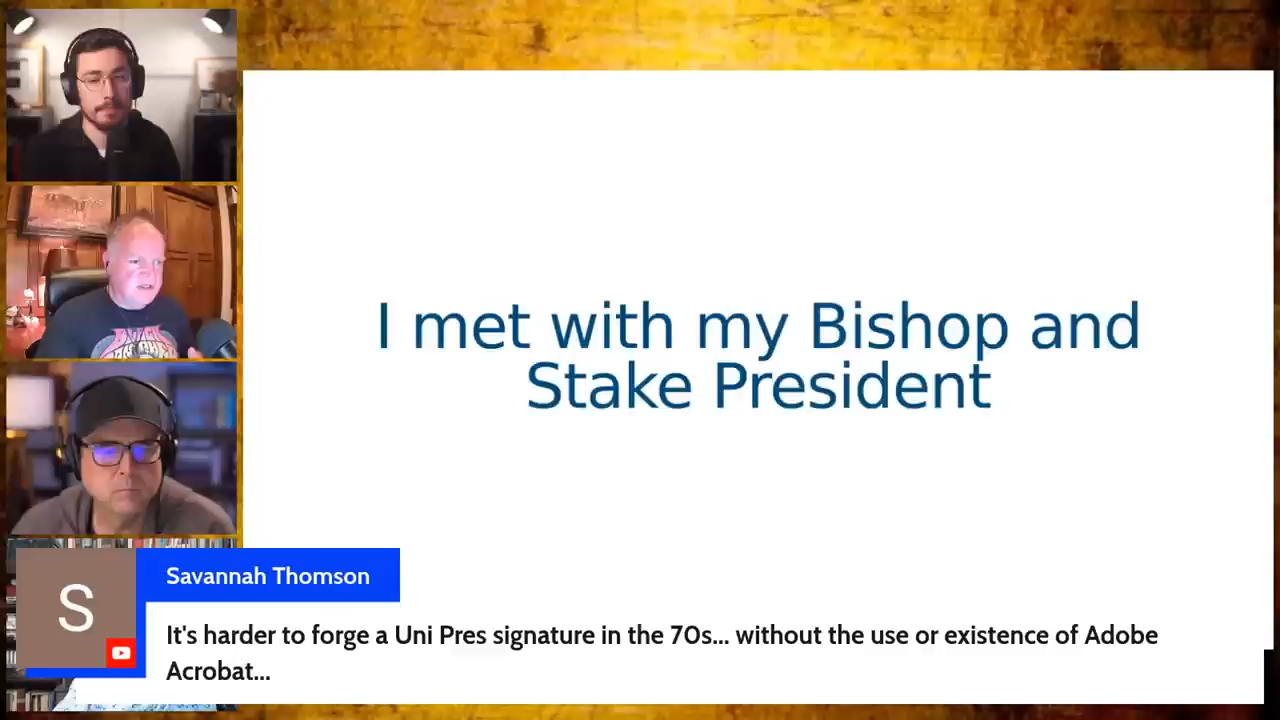 I met with my Bishop and
Stake President
S
Savannah Thomson
It's harder to forge a Uni Pres signature in the 70s... without the use or existence of Adobe
Acrobat...